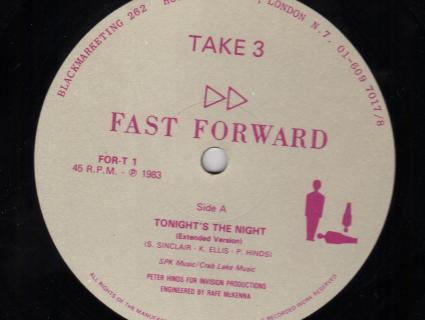 BLACKMARKETING 262 LONDON N.7. 01-609 7017/8
TAKE 3
FAST FORWARD
FOR-T 1
45 R.P.M. - ℗ 1983
Side A
TONIGHT'S THE NIGHT
(Extended Version)
(S. SINCLAIR - K. ELLIS - P. HINDS)
SPK Music/Crab Lake Music
PETER HINDS FOR INVISION PRODUCTIONS
ENGINEERED BY RAFE McKENNA
ALL RIGHTS OF THE RECORDED WORK RESERVED